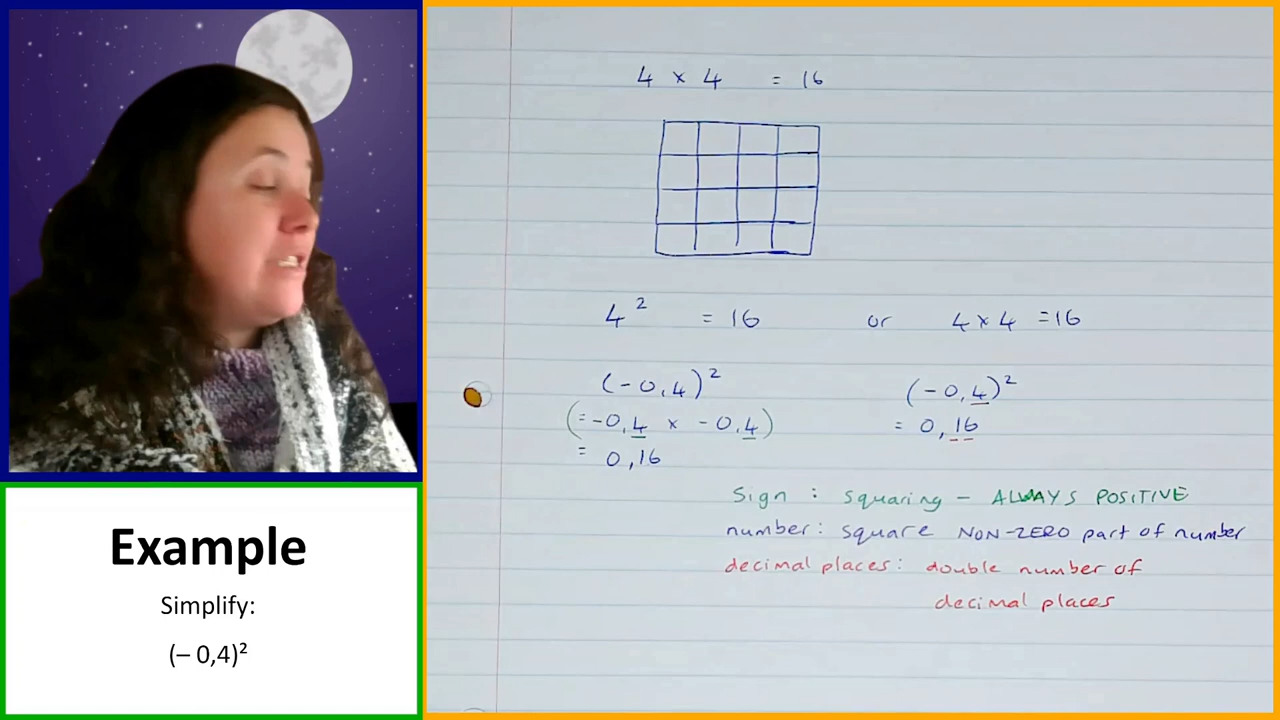 4 × 4 = 16
4² = 16 or 4 × 4 = 16
(-0,4)² (-0,4)²
(= -0,4 × -0,4) = 0,16
= 0,16
Sign : squaring - ALWAYS POSITIVE
number: square NON-ZERO part of number
decimal places: double number of
decimal places
Example
Simplify:
(– 0,4)²